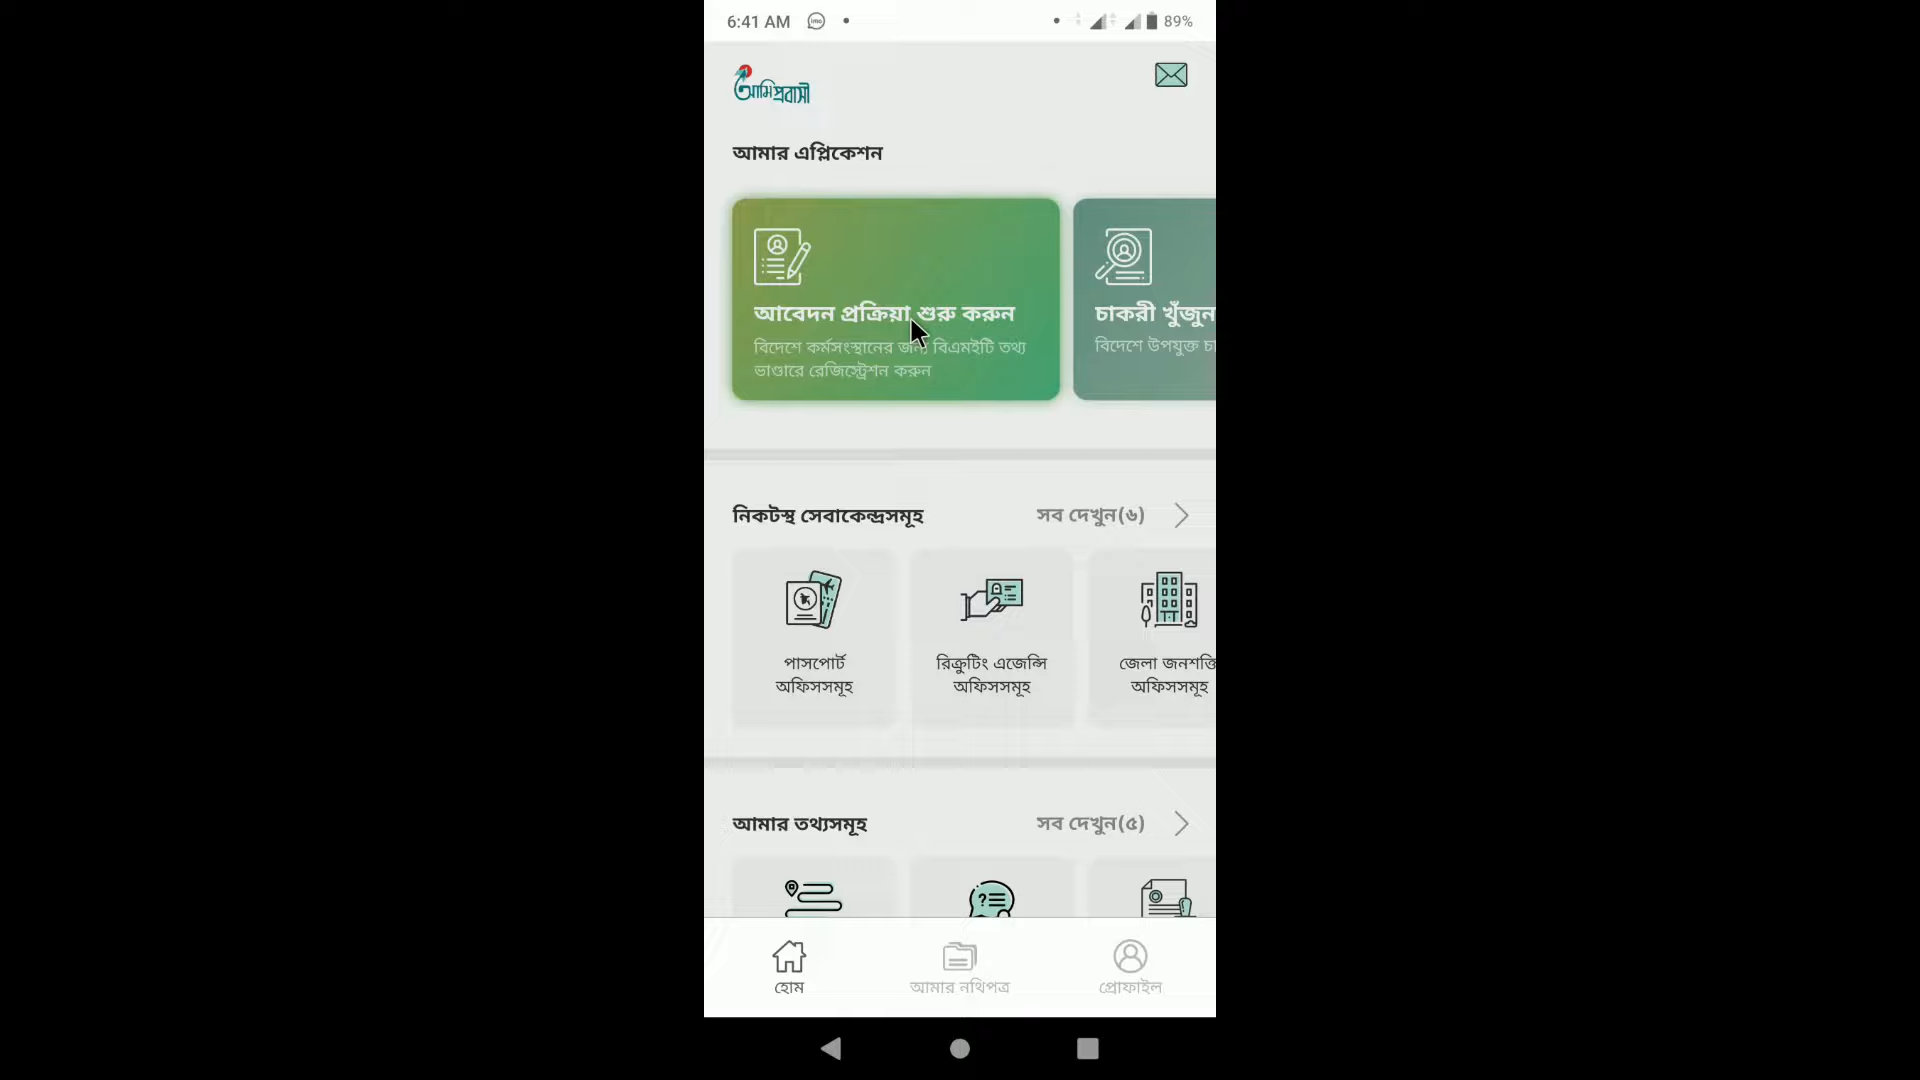 6:41 AM
89%
আমি প্রবাসী
আমার এপ্লিকেশন
আবেদন প্রক্রিয়া শুরু করুন
বিদেশে কর্মসংস্থানের জন্য বিএমইটি তথ্য
ভাণ্ডারে রেজিস্ট্রেশন করুন
চাকরী খুঁজুন
বিদেশে উপযুক্ত
নিকটস্থ সেবাকেন্দ্রসমূহ
সব দেখুন(৬)
পাসপোর্ট
অফিসসমূহ
রিক্রুটিং এজেন্সি
অফিসসমূহ
জেলা জনশক্তি
অফিসসমূহ
আমার তথ্যসমূহ
সব দেখুন(৫)
হোম
আমার নথিপত্র
প্রোফাইল